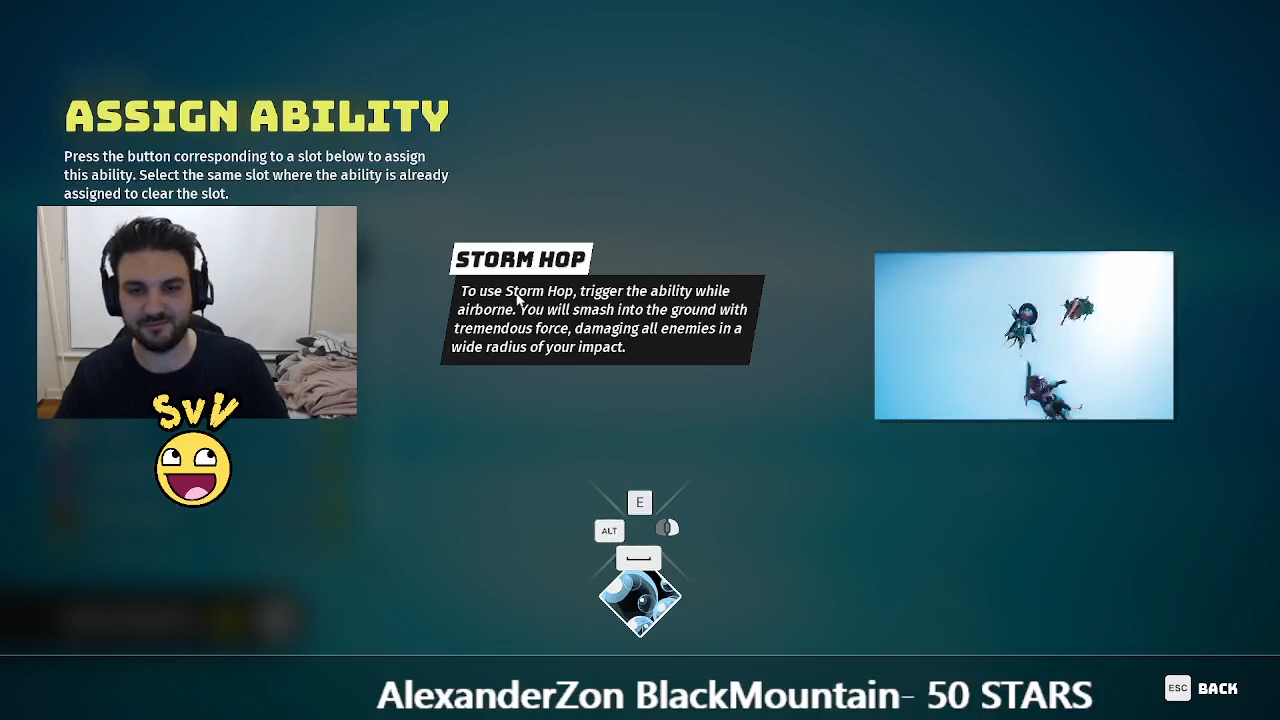 ASSIGN ABILITY
Press the button corresponding to a slot below to assign
this ability. Select the same slot where the ability is already
assigned to clear the slot.
STORM HOP
To use Storm Hop, trigger the ability while
airborne. You will smash into the ground with
tremendous force, damaging all enemies in a
wide radius of your impact.
SvV
E
ALT
AlexanderZon BlackMountain- 50 STARS
ESC BACK